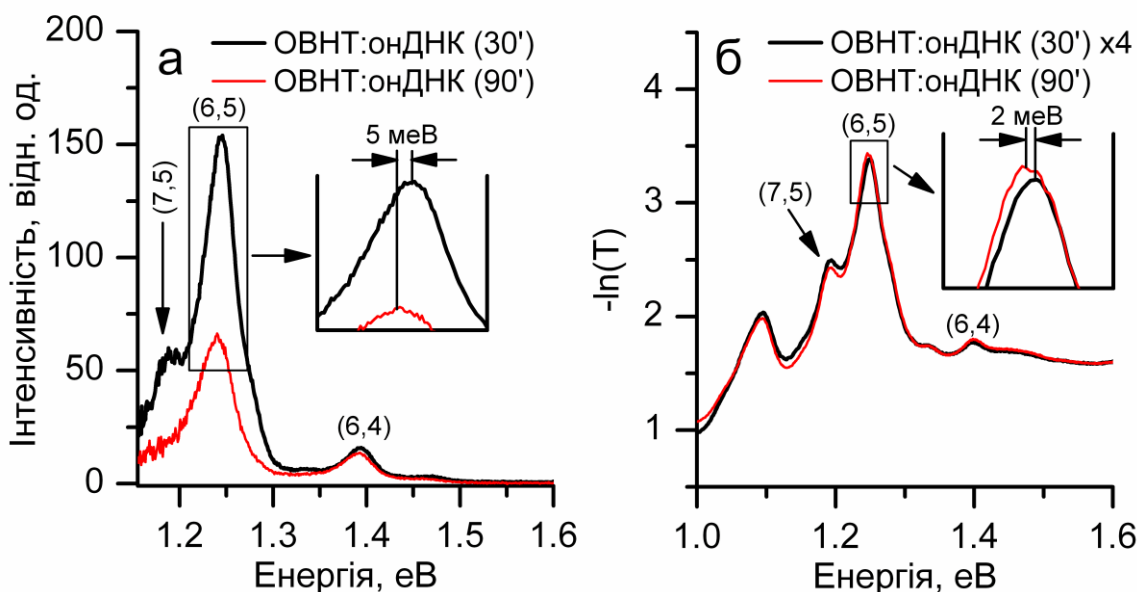 а
ОВНТ:онДНК (30')
ОВНТ:онДНК (90')
200
150
100
50
0
Інтенсивність, відн. од.
(7,5)
(6,5)
5 меВ
(6,4)
1.2
1.3
1.4
1.5
1.6
Енергія, еВ
б
ОВНТ:онДНК (30') x4
ОВНТ:онДНК (90')
4
3
2
1
-ln(T)
(7,5)
(6,5)
2 меВ
(6,4)
1.0
1.2
1.4
1.6
Енергія, еВ